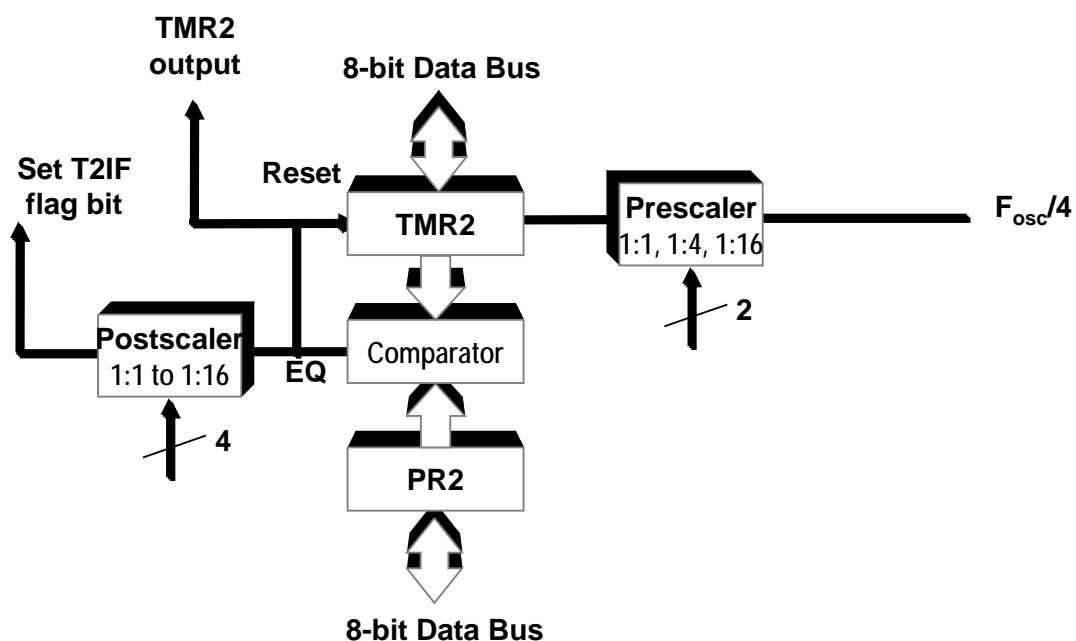 TMR2
output
8-bit Data Bus
Set T2IF
flag bit
Reset
TMR2
Prescaler
1:1, 1:4, 1:16
Fosc/4
2
Postscaler
1:1 to 1:16
EQ
Comparator
4
PR2
8-bit Data Bus